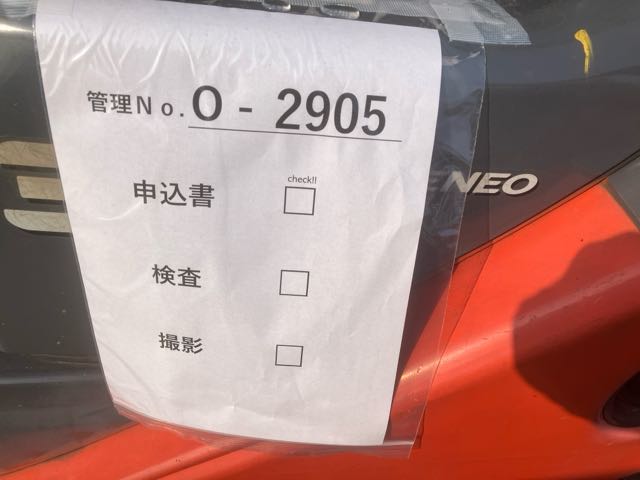 管理No. O - 2905
check!!
申込書
検査
撮影
NEO